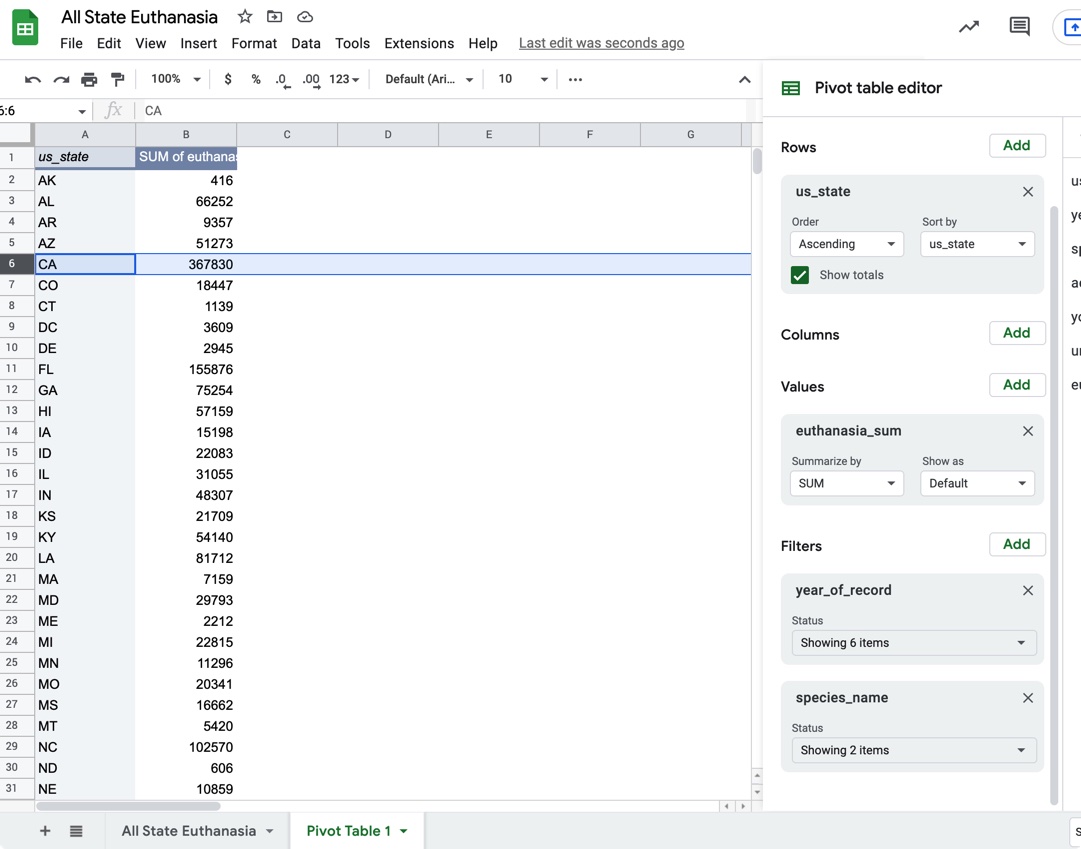 All State Euthanasia
File Edit View Insert Format Data Tools Extensions Help Last edit was seconds ago
100% $ % .0 .00 123 Default (Ari... 10
6:6 fx CA
A B C D E F G
1 us_state SUM of euthanas
2 AK 416
3 AL 66252
4 AR 9357
5 AZ 51273
6 CA 367830
7 CO 18447
8 CT 1139
9 DC 3609
10 DE 2945
11 FL 155876
12 GA 75254
13 HI 57159
14 IA 15198
15 ID 22083
16 IL 31055
17 IN 48307
18 KS 21709
19 KY 54140
20 LA 81712
21 MA 7159
22 MD 29793
23 ME 2212
24 MI 22815
25 MN 11296
26 MO 20341
27 MS 16662
28 MT 5420
29 NC 102570
30 ND 606
31 NE 10859
All State Euthanasia Pivot Table 1
Pivot table editor
Rows Add
us_state
Order Sort by
Ascending us_state
Show totals
Columns Add
Values Add
euthanasia_sum
Summarize by Show as
SUM Default
Filters Add
year_of_record
Status
Showing 6 items
species_name
Status
Showing 2 items